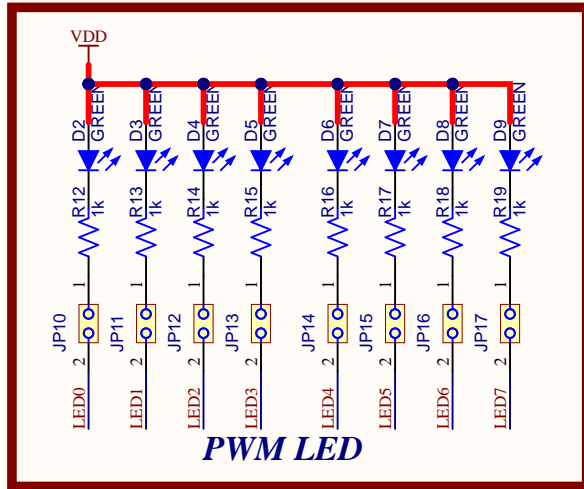 VDD
D2 GREEN D3 GREEN D4 GREEN D5 GREEN D6 GREEN D7 GREEN D8 GREEN D9 GREEN
R12 1k R13 1k R14 1k R15 1k R16 1k R17 1k R18 1k R19 1k
1 1 1 1 1 1 1 1
JP10 JP11 JP12 JP13 JP14 JP15 JP16 JP17
2 2 2 2 2 2 2 2
LED0 LED1 LED2 LED3 LED4 LED5 LED6 LED7
PWM LED